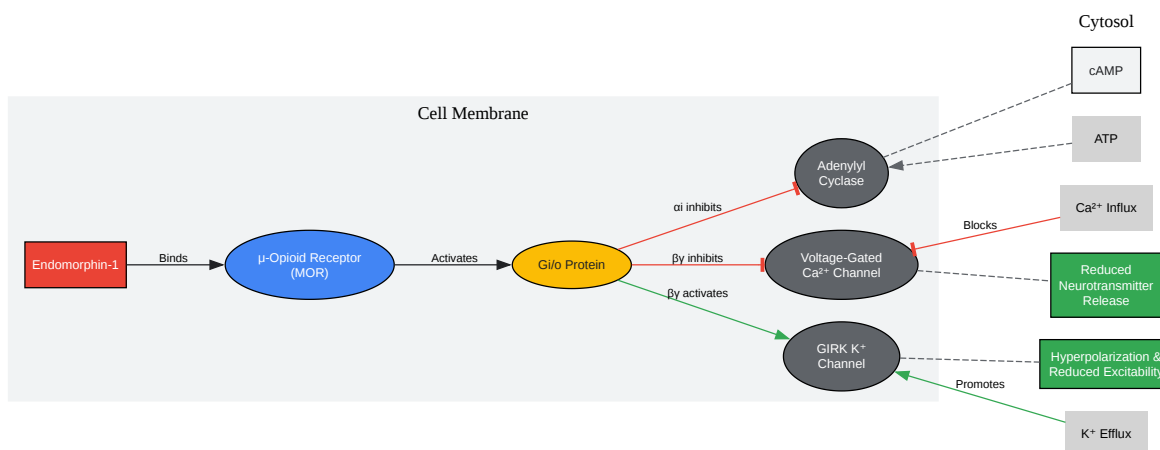 Cytosol
cAMP
Cell Membrane
ATP
Adenylyl
Cyclase
αi inhibits
Ca²⁺ Influx
Blocks
Endomorphin-1
Binds
μ-Opioid Receptor
(MOR)
Activates
Gi/o Protein
βγ inhibits
Voltage-Gated
Ca²⁺ Channel
Reduced
Neurotransmitter
Release
βγ activates
GIRK K⁺
Channel
Hyperpolarization &
Reduced Excitability
Promotes
K⁺ Efflux